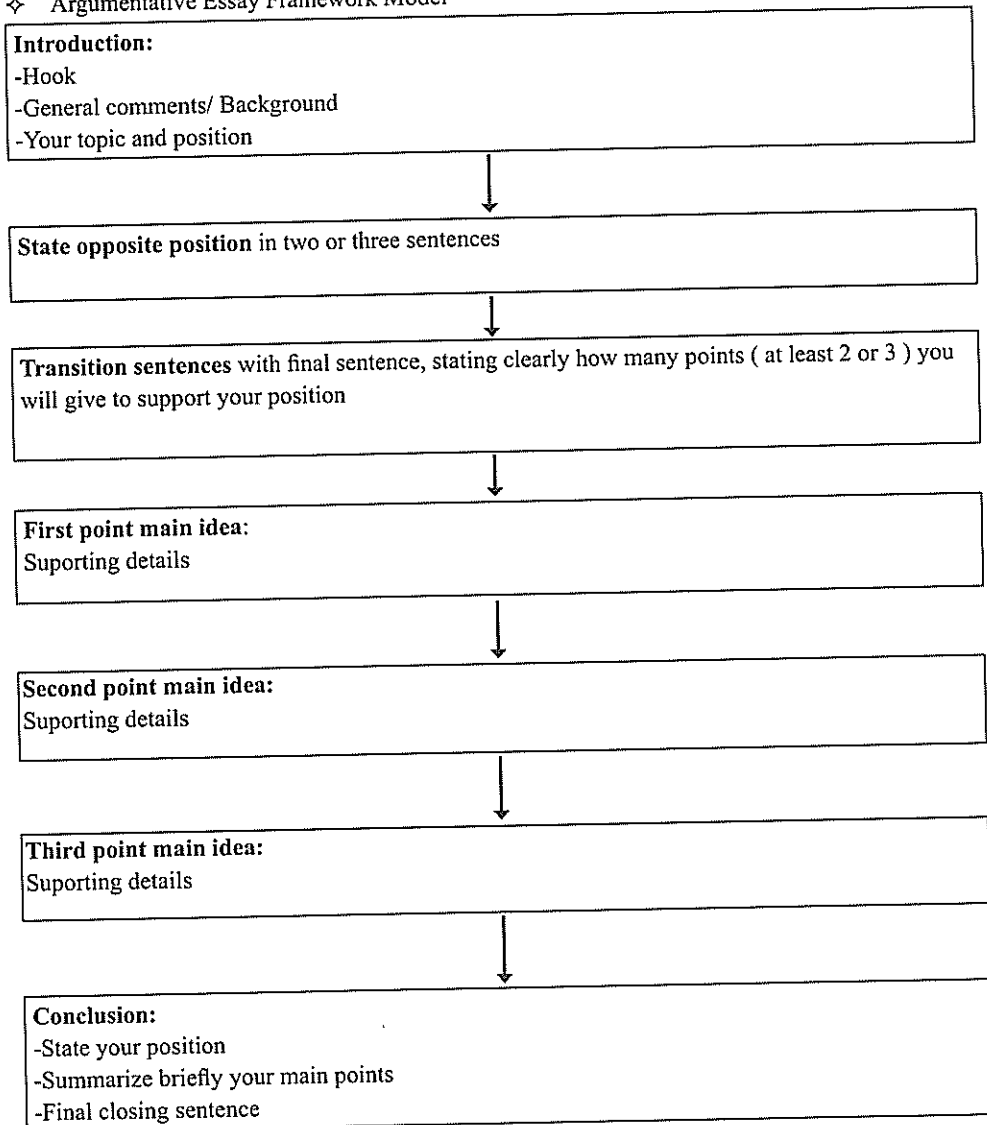 ❖ Argumentative Essay Framework Model
Introduction:
-Hook
-General comments/ Background
-Your topic and position
State opposite position in two or three sentences
Transition sentences with final sentence, stating clearly how many points ( at least 2 or 3 ) you
will give to support your position
First point main idea:
Suporting details
Second point main idea:
Suporting details
Third point main idea:
Suporting details
Conclusion:
-State your position
-Summarize briefly your main points
-Final closing sentence